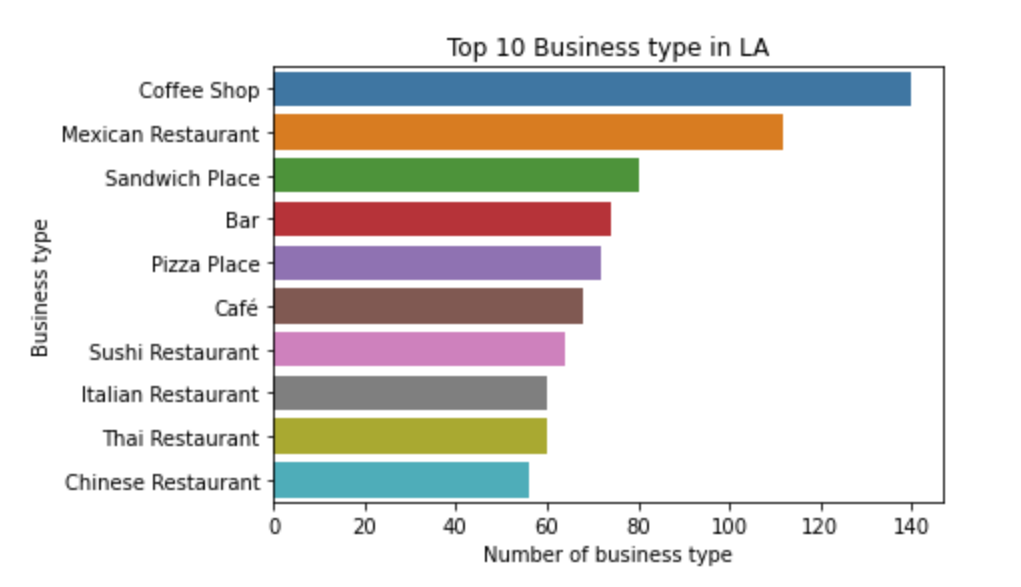 Top 10 Business type in LA
Business type
Coffee Shop
Mexican Restaurant
Sandwich Place
Bar
Pizza Place
Café
Sushi Restaurant
Italian Restaurant
Thai Restaurant
Chinese Restaurant
0 20 40 60 80 100 120 140
Number of business type